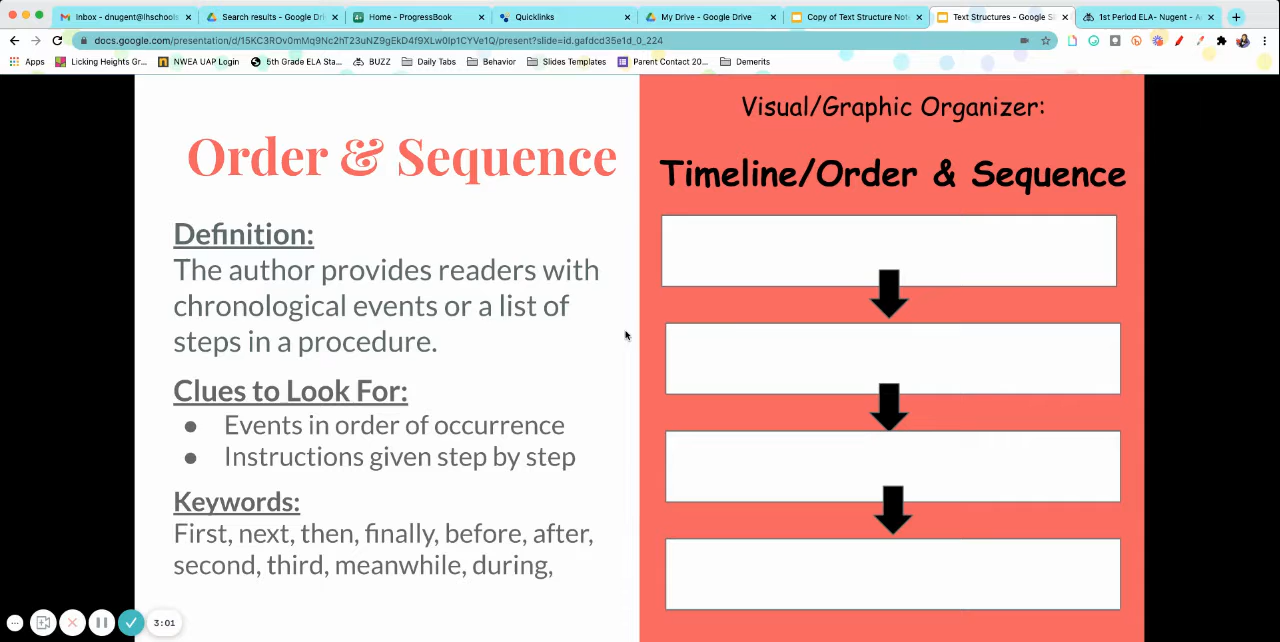 Inbox - dnugent@lhschools
Search results - Google Dri
Home - ProgressBook
Quicklinks
My Drive - Google Drive
Copy of Text Structure Not
Text Structures - Google Sl
1st Period ELA- Nugent - A
docs.google.com/presentation/d/15KC3ROv0mMq9Nc2hT23uNZ9gEkD4f9XLw0Ip1CYVe1Q/present?slide=id.gafdcd35e1d_0_224
Apps
Licking Heights Gr...
NWEA UAP Login
5th Grade ELA Sta...
BUZZ
Daily Tabs
Behavior
Slides Templates
Parent Contact 20...
Demerits
Order & Sequence
Definition:
The author provides readers with
chronological events or a list of
steps in a procedure.
Clues to Look For:
● Events in order of occurrence
● Instructions given step by step
Keywords:
First, next, then, finally, before, after,
second, third, meanwhile, during,
Visual/Graphic Organizer:
Timeline/Order & Sequence
3:01